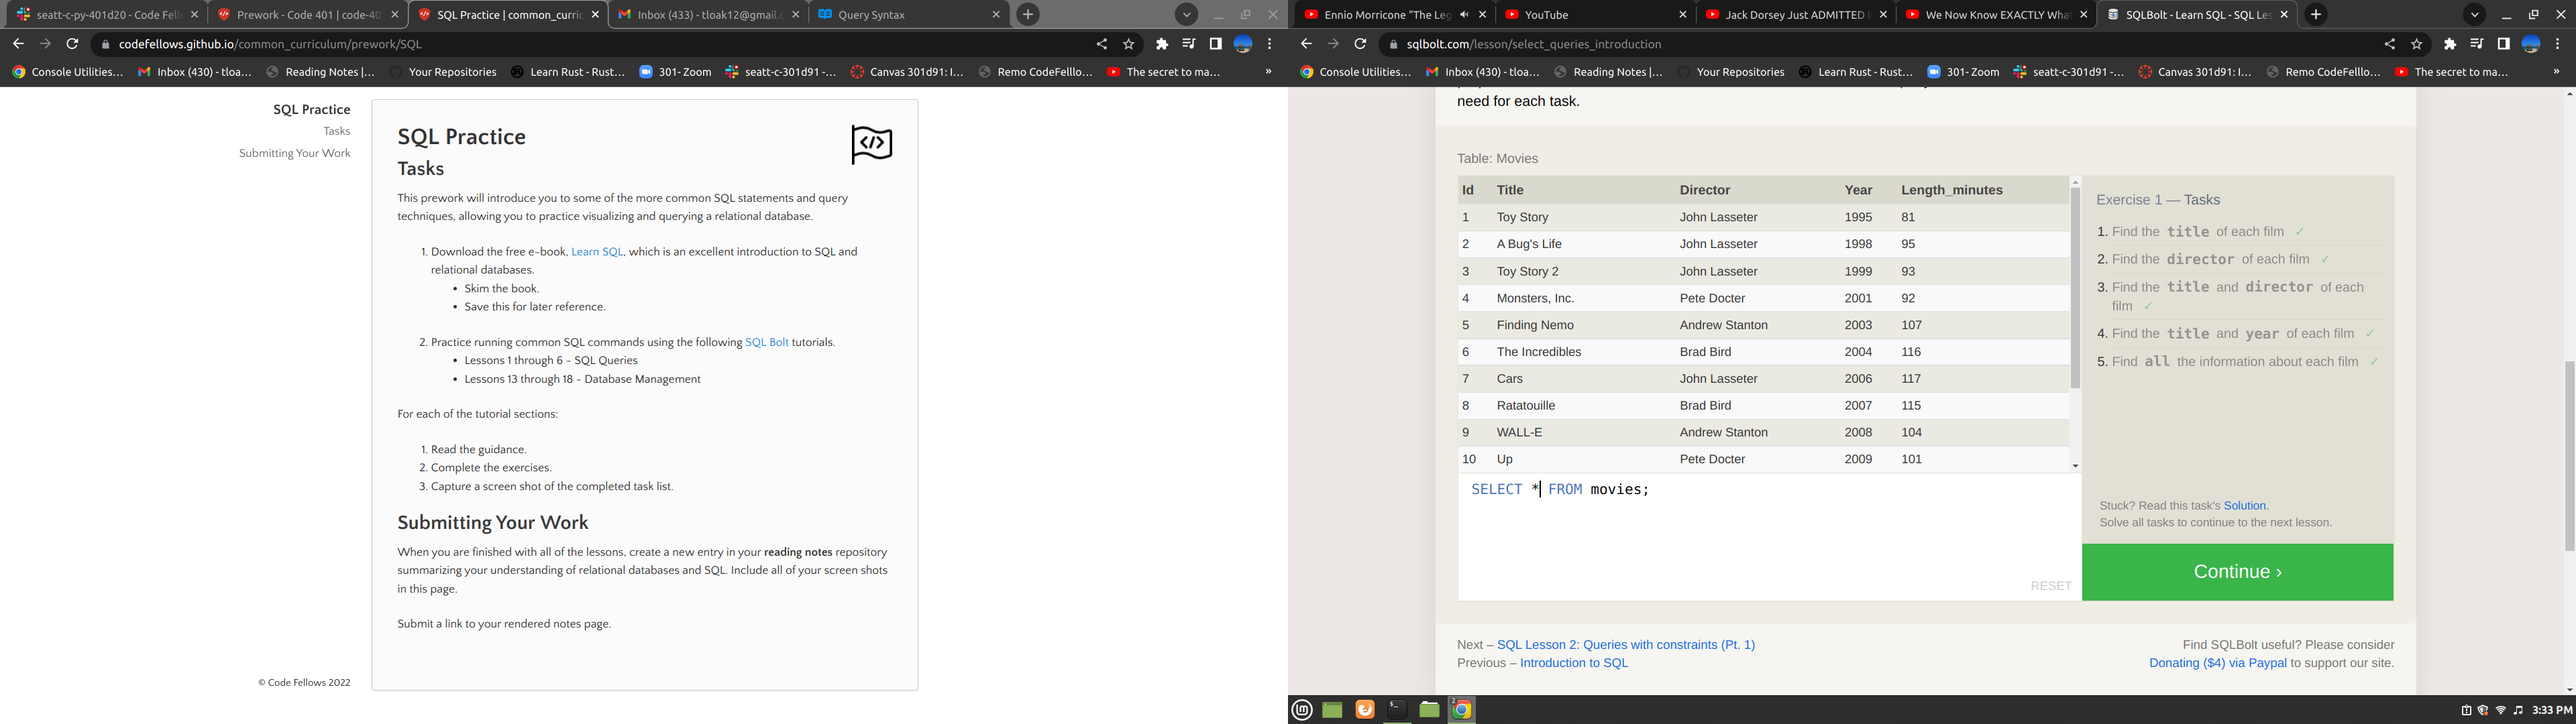 seatt-c-py-401d20 - Code Fell
Prework - Code 401 | code-40
SQL Practice | common_curric
Inbox (433) - tloak12@gmail.c
Query Syntax
codefellows.github.io/common_curriculum/prework/SQL
Console Utilities...
Inbox (430) - tloa...
Reading Notes |...
Your Repositories
Learn Rust - Rust...
301- Zoom
seatt-c-301d91 -...
Canvas 301d91: I...
Remo CodeFelllo...
The secret to ma...
»
SQL Practice
Tasks
Submitting Your Work
© Code Fellows 2022
SQL Practice
</>
Tasks
This prework will introduce you to some of the more common SQL statements and query
techniques, allowing you to practice visualizing and querying a relational database.
1. Download the free e-book, Learn SQL, which is an excellent introduction to SQL and
relational databases.
• Skim the book.
• Save this for later reference.
2. Practice running common SQL commands using the following SQL Bolt tutorials.
• Lessons 1 through 6 - SQL Queries
• Lessons 13 through 18 - Database Management
For each of the tutorial sections:
1. Read the guidance.
2. Complete the exercises.
3. Capture a screen shot of the completed task list.
Submitting Your Work
When you are finished with all of the lessons, create a new entry in your reading notes repository
summarizing your understanding of relational databases and SQL. Include all of your screen shots
in this page.
Submit a link to your rendered notes page.
Ennio Morricone "The Leg
YouTube
Jack Dorsey Just ADMITTED I
We Now Know EXACTLY Wha
SQLBolt - Learn SQL - SQL Les
sqlbolt.com/lesson/select_queries_introduction
Console Utilities...
Inbox (430) - tloa...
Reading Notes |...
Your Repositories
Learn Rust - Rust...
301- Zoom
seatt-c-301d91 -...
Canvas 301d91: I...
Remo CodeFelllo...
The secret to ma...
»
need for each task.
Table: Movies
Id Title Director Year Length_minutes
1 Toy Story John Lasseter 1995 81
2 A Bug's Life John Lasseter 1998 95
3 Toy Story 2 John Lasseter 1999 93
4 Monsters, Inc. Pete Docter 2001 92
5 Finding Nemo Andrew Stanton 2003 107
6 The Incredibles Brad Bird 2004 116
7 Cars John Lasseter 2006 117
8 Ratatouille Brad Bird 2007 115
9 WALL-E Andrew Stanton 2008 104
10 Up Pete Docter 2009 101
SELECT * FROM movies;
RESET
Exercise 1 — Tasks
1. Find the title of each film ✓
2. Find the director of each film ✓
3. Find the title and director of each
film ✓
4. Find the title and year of each film ✓
5. Find all the information about each film ✓
Stuck? Read this task's Solution.
Solve all tasks to continue to the next lesson.
Continue ›
Next – SQL Lesson 2: Queries with constraints (Pt. 1)
Previous – Introduction to SQL
Find SQLBolt useful? Please consider
Donating ($4) via Paypal to support our site.
2
3:33 PM